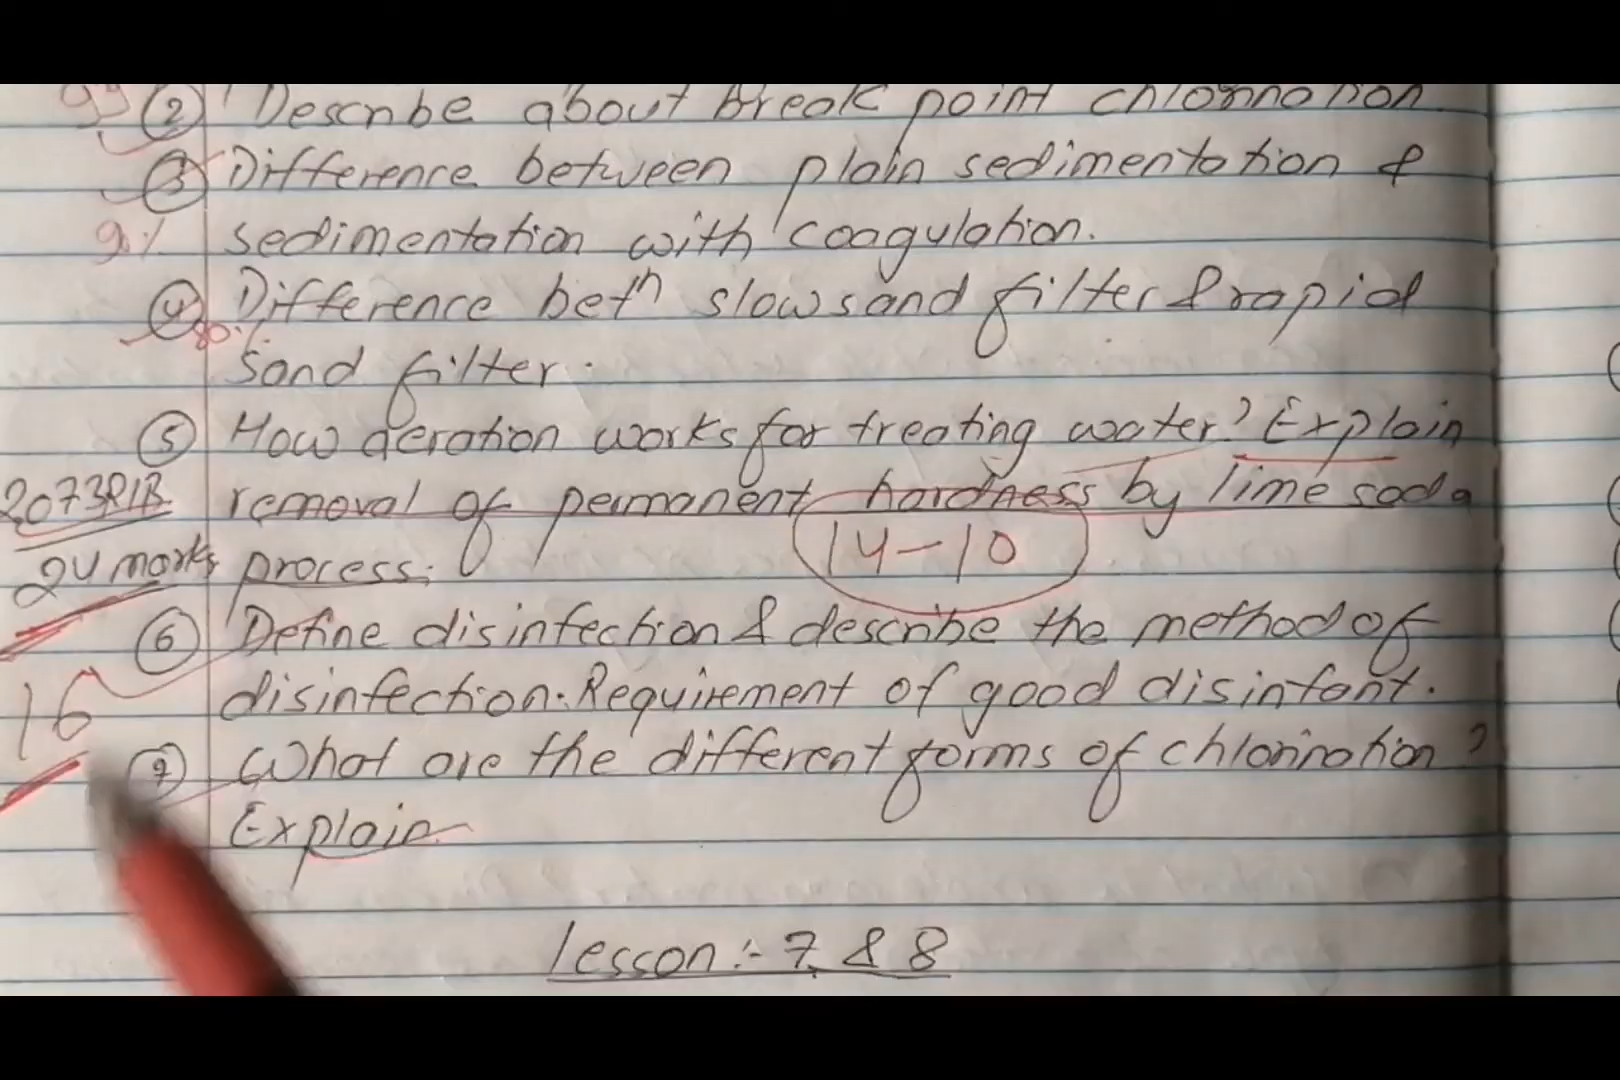 ② Describe about break point chlorination
③ Difference between plain sedimentation &
90% sedimentation with coagulation.
④ Difference betⁿ slow sand filter & rapid
80% sand filter.
⑤ How aeration works for treating water? Explain
2073 removal of permanent hardness by lime soda
24 marks process.
14-10
⑥ Define disinfection & describe the method of
16 disinfection. Requirement of good disinfant.
⑦ What are the different forms of chlorination?
Explain
lesson :- 7 & 8